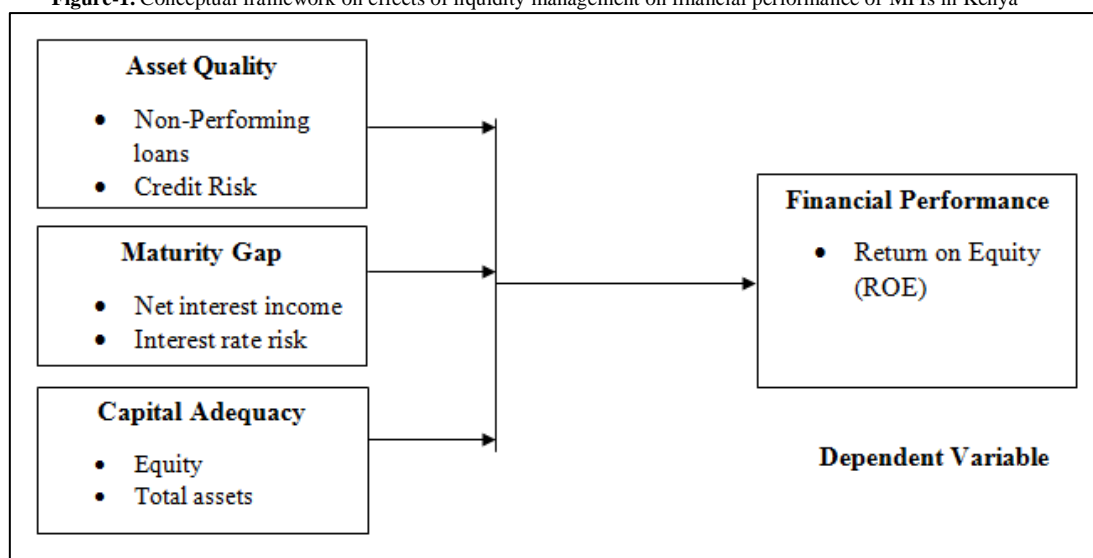 Figure-1. Conceptual framework on effects of liquidity management on financial performance of MFIs in Kenya
Asset Quality
• Non-Performing
loans
• Credit Risk
Maturity Gap
• Net interest income
• Interest rate risk
Capital Adequacy
• Equity
• Total assets
Financial Performance
• Return on Equity
(ROE)
Dependent Variable